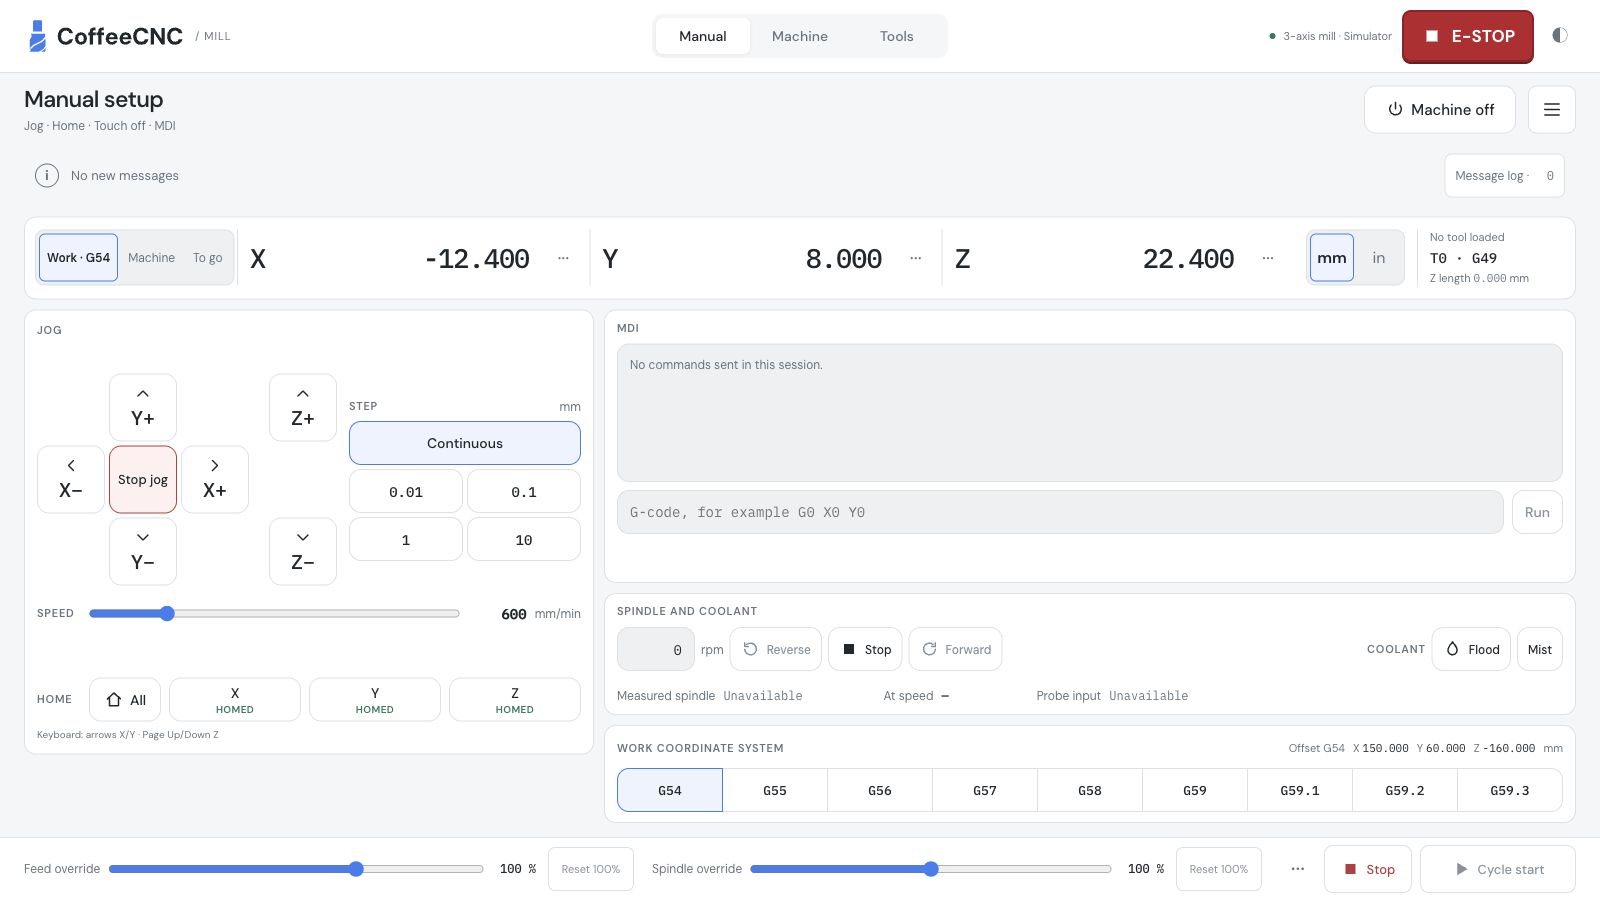 CoffeeCNC / MILL
Manual Machine Tools
3-axis mill · Simulator
E-STOP
Manual setup
Jog · Home · Touch off · MDI
Machine off
No new messages
Message log · 0
Work · G54 Machine To go
X -12.400 ···
Y 8.000 ···
Z 22.400 ···
mm in
No tool loaded
T0 · G49
Z length 0.000 mm
JOG
Y+
Z+
X−
Stop jog
X+
Y−
Z−
STEP mm
Continuous
0.01 0.1
1 10
SPEED 600 mm/min
HOME All
X HOMED
Y HOMED
Z HOMED
Keyboard: arrows X/Y · Page Up/Down Z
MDI
No commands sent in this session.
G-code, for example G0 X0 Y0
Run
SPINDLE AND COOLANT
0 rpm Reverse Stop Forward
COOLANT Flood Mist
Measured spindle Unavailable At speed — Probe input Unavailable
WORK COORDINATE SYSTEM
Offset G54 X 150.000 Y 60.000 Z -160.000 mm
G54 G55 G56 G57 G58 G59 G59.1 G59.2 G59.3
Feed override 100 % Reset 100%
Spindle override 100 % Reset 100%
··· Stop Cycle start